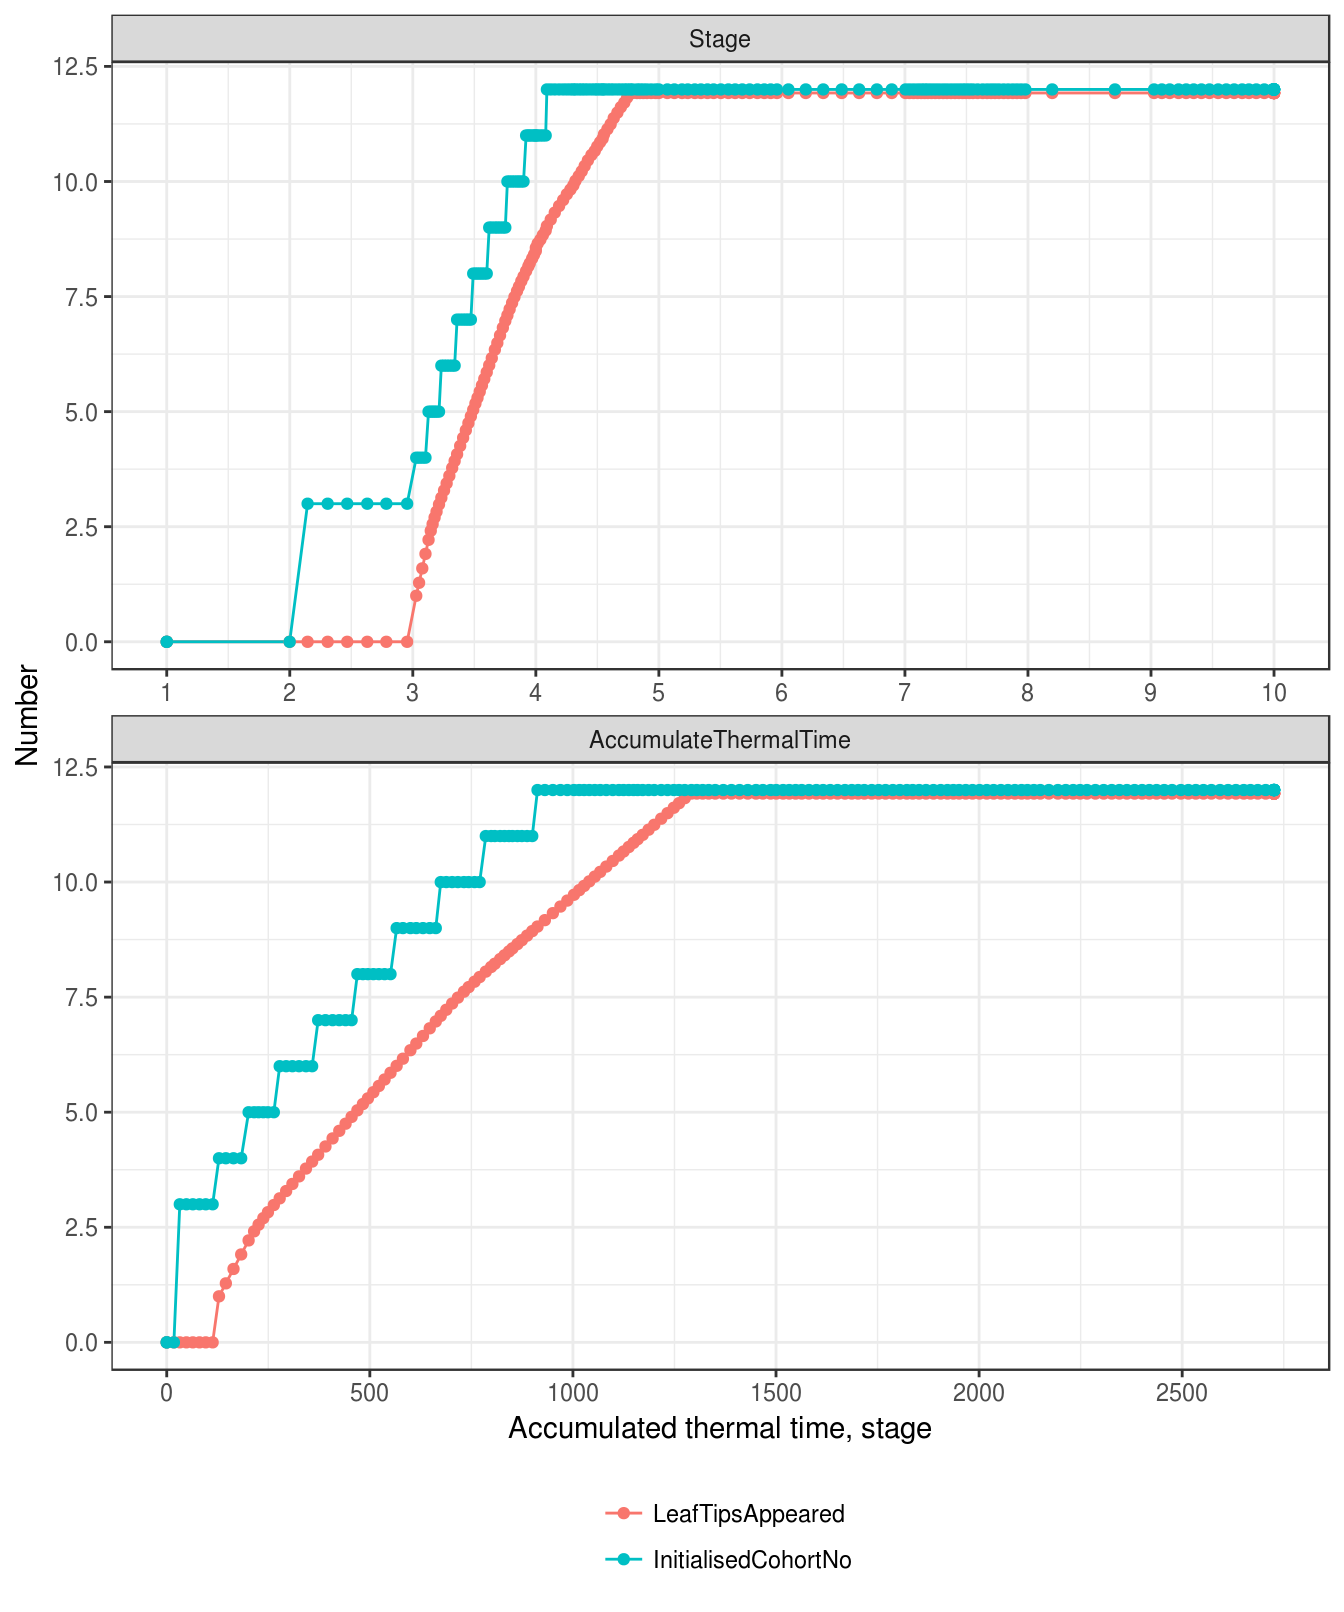 Stage
12.5
10.0
7.5
5.0
2.5
0.0
1 2 3 4 5 6 7 8 9 10
Number
AccumulateThermalTime
12.5
10.0
7.5
5.0
2.5
0.0
0 500 1000 1500 2000 2500
Accumulated thermal time, stage
LeafTipsAppeared
InitialisedCohortNo